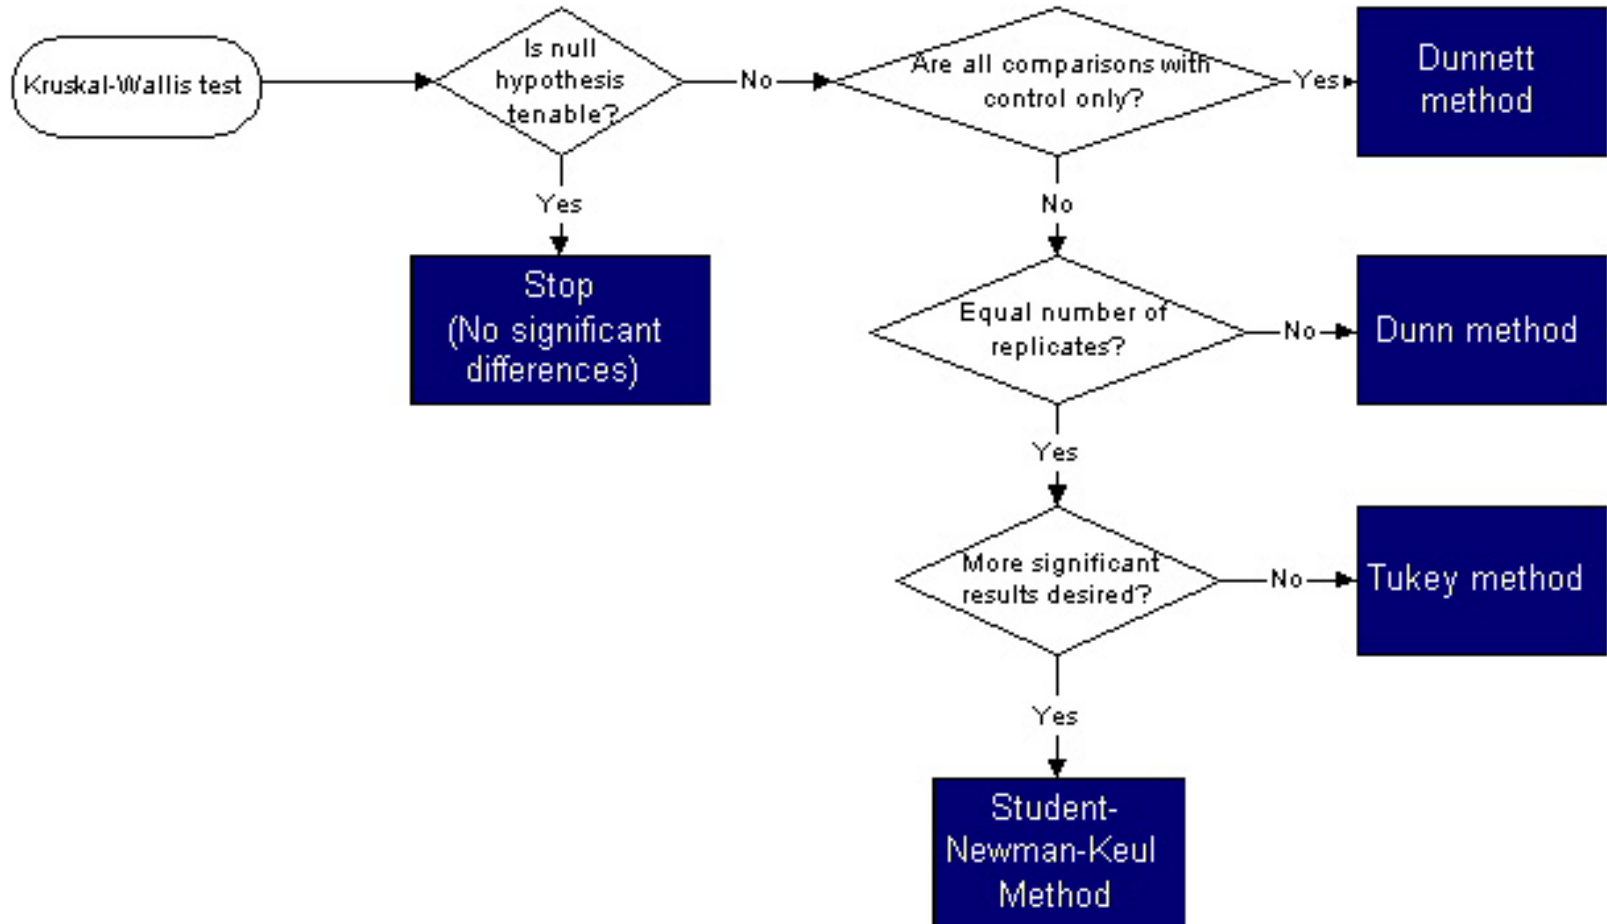 Kruskal-Wallis test
Is null
hypothesis
tenable?
No
Are all comparisons with
control only?
Yes
Dunnett
method
Yes
No
Stop
(No significant
differences)
Equal number of
replicates?
No
Dunn method
Yes
More significant
results desired?
No
Tukey method
Yes
Student-
Newman-Keul
Method